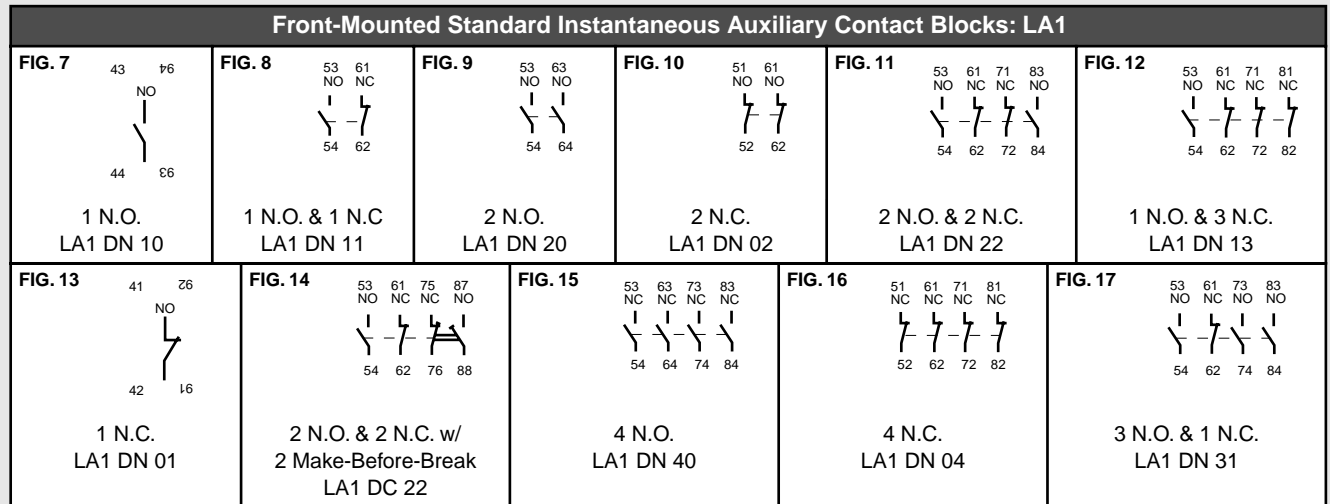 Front-Mounted Standard Instantaneous Auxiliary Contact Blocks: LA1
FIG. 7
43 94
NO
44 93
1 N.O.
LA1 DN 10
FIG. 8
53 61
NO NC
54 62
1 N.O. & 1 N.C
LA1 DN 11
FIG. 9
53 63
NO NO
54 64
2 N.O.
LA1 DN 20
FIG. 10
51 61
NO NO
52 62
2 N.C.
LA1 DN 02
FIG. 11
53 61 71 83
NO NC NC NO
54 62 72 84
2 N.O. & 2 N.C.
LA1 DN 22
FIG. 12
53 61 71 81
NO NC NC NC
54 62 72 82
1 N.O. & 3 N.C.
LA1 DN 13
FIG. 13
41 92
NO
42 91
1 N.C.
LA1 DN 01
FIG. 14
53 61 75 87
NO NC NC NO
54 62 76 88
2 N.O. & 2 N.C. w/
2 Make-Before-Break
LA1 DC 22
FIG. 15
53 63 73 83
NC NC NC NC
54 64 74 84
4 N.O.
LA1 DN 40
FIG. 16
51 61 71 81
NC NC NC NC
52 62 72 82
4 N.C.
LA1 DN 04
FIG. 17
53 61 73 83
NO NC NO NO
54 62 74 84
3 N.O. & 1 N.C.
LA1 DN 31